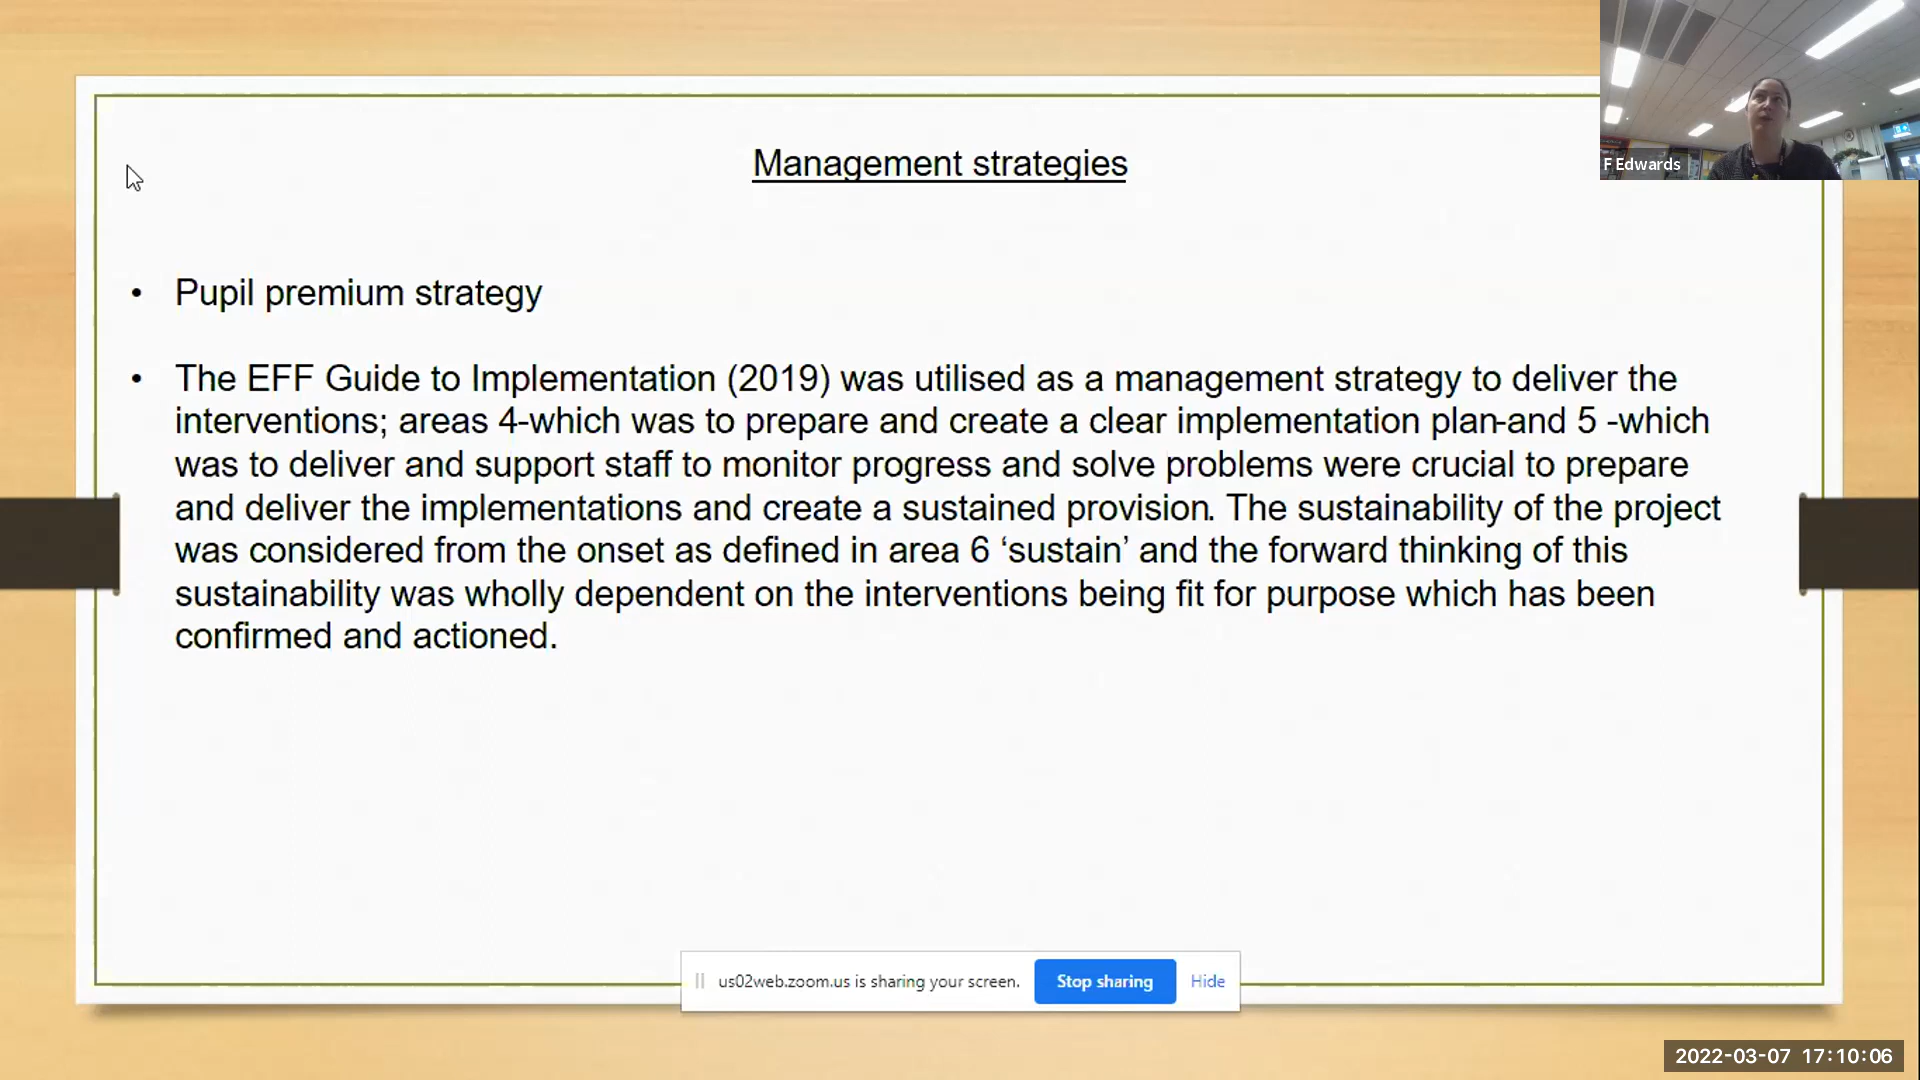 F Edwards
Management strategies
• Pupil premium strategy
• The EFF Guide to Implementation (2019) was utilised as a management strategy to deliver the
interventions; areas 4-which was to prepare and create a clear implementation plan-and 5 -which
was to deliver and support staff to monitor progress and solve problems were crucial to prepare
and deliver the implementations and create a sustained provision. The sustainability of the project
was considered from the onset as defined in area 6 ‘sustain’ and the forward thinking of this
sustainability was wholly dependent on the interventions being fit for purpose which has been
confirmed and actioned.
us02web.zoom.us is sharing your screen. Stop sharing Hide
2022-03-07 17:10:06